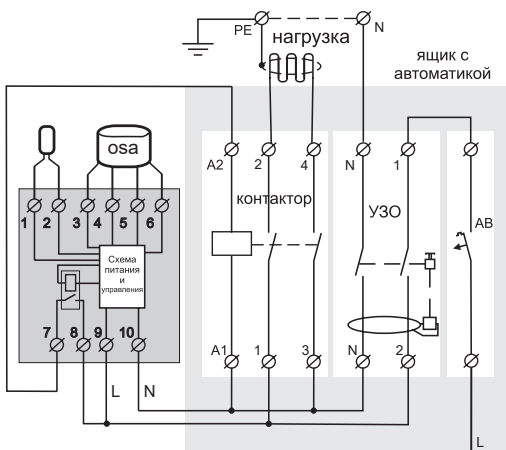 PE
N
нагрузка
ящик с
автоматикой
osa
A2
2
4
N
1
контактор
УЗО
АВ
1
2
3
4
5
6
Схема
питания
и
управления
7
8
9
10
A1
1
3
N
2
L
N
L